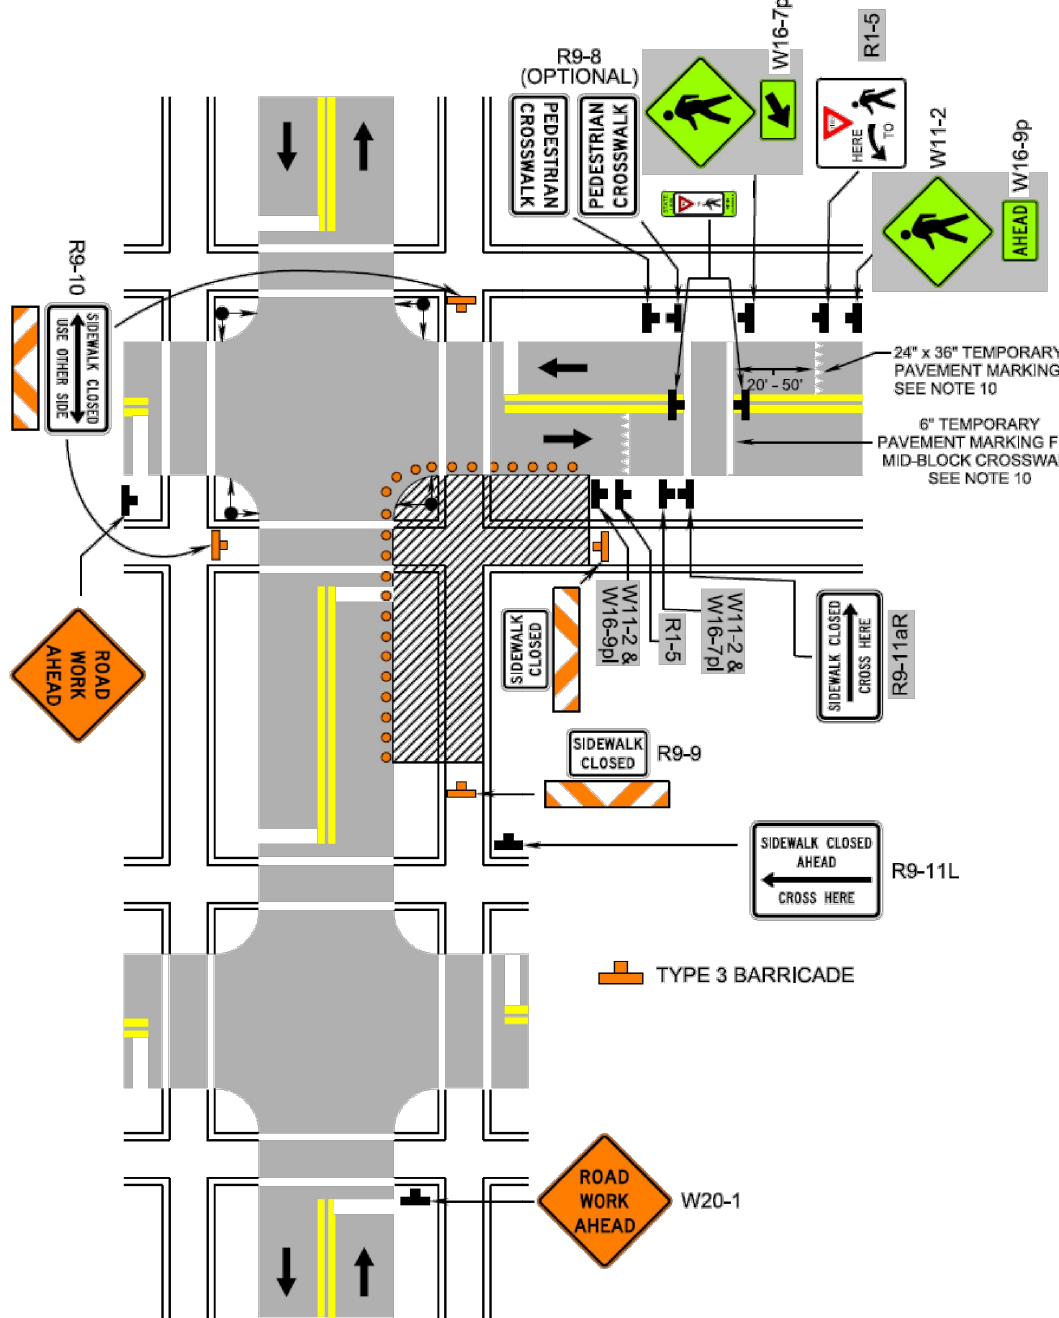 W16-7p
R1-5
R9-8
(OPTIONAL)
PEDESTRIAN
CROSSWALK
PEDESTRIAN
CROSSWALK
HERE
TO
W11-2
W16-9p
AHEAD
R9-10
SIDEWALK CLOSED
USE OTHER SIDE
24" x 36" TEMPORARY
PAVEMENT MARKING
SEE NOTE 10
20' - 50'
6" TEMPORARY
PAVEMENT MARKING F
MID-BLOCK CROSSWA
SEE NOTE 10
ROAD
WORK
AHEAD
SIDEWALK
CLOSED
W11-2 &
W16-9pl
R1-5
W11-2 &
W16-7pl
SIDEWALK CLOSED
CROSS HERE
R9-11aR
SIDEWALK
CLOSED
R9-9
SIDEWALK CLOSED
AHEAD
CROSS HERE
R9-11L
TYPE 3 BARRICADE
ROAD
WORK
AHEAD
W20-1